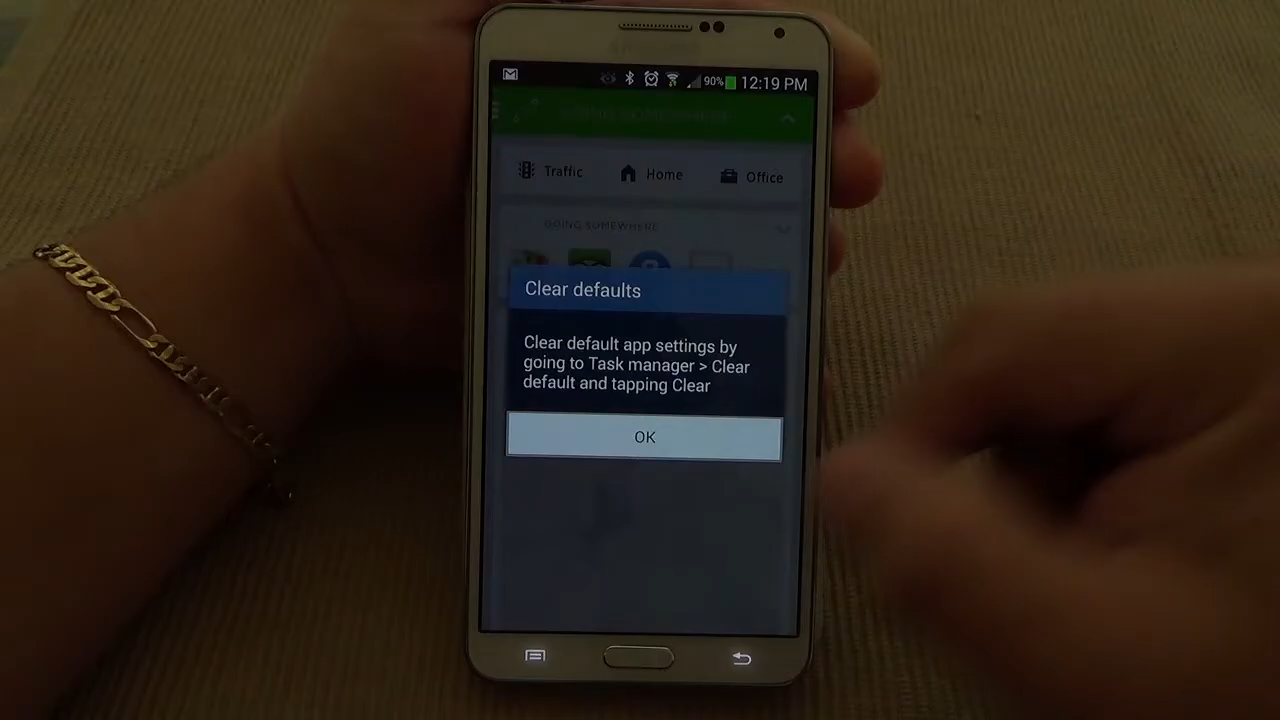 90% 12:19 PM
Traffic Home Office
GOING SOMEWHERE
Clear defaults
Clear default app settings by
going to Task manager > Clear
default and tapping Clear
OK